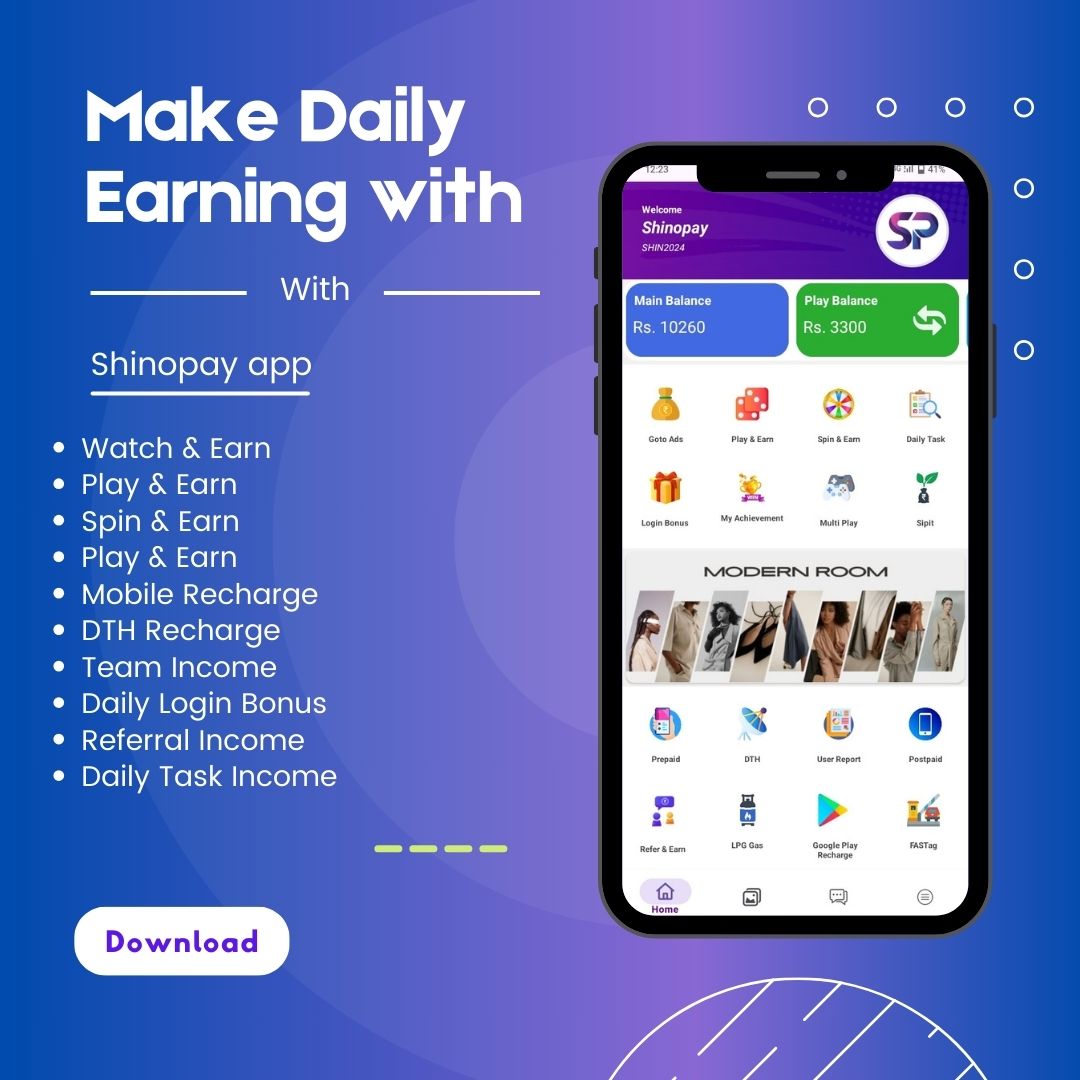 Make Daily
Earning with
With
Shinopay app
• Watch & Earn
• Play & Earn
• Spin & Earn
• Play & Earn
• Mobile Recharge
• DTH Recharge
• Team Income
• Daily Login Bonus
• Referral Income
• Daily Task Income
Download
12:23
41%
Welcome
Shinopay
SHIN2024
SP
Main Balance
Rs. 10260
Play Balance
Rs. 3300
Goto Ads
Play & Earn
Spin & Earn
Daily Task
Login Bonus
My Achievement
Multi Play
Sipit
MODERN ROOM
Prepaid
DTH
User Report
Postpaid
Refer & Earn
LPG Gas
Google Play
Recharge
FASTag
Home